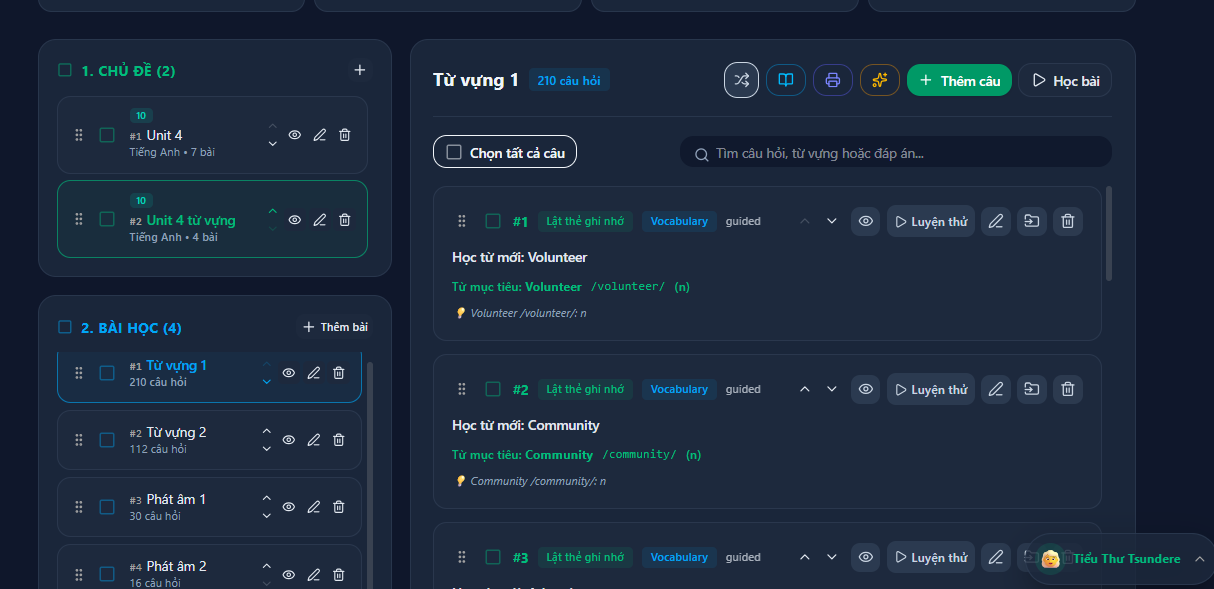 1. CHỦ ĐỀ (2)
10
#1 Unit 4
Tiếng Anh • 7 bài
10
#2 Unit 4 từ vựng
Tiếng Anh • 4 bài
2. BÀI HỌC (4)
Thêm bài
#1 Từ vựng 1
210 câu hỏi
#2 Từ vựng 2
112 câu hỏi
#3 Phát âm 1
30 câu hỏi
#4 Phát âm 2
16 câu hỏi
Từ vựng 1 210 câu hỏi
Thêm câu
Học bài
Chọn tất cả câu
Tìm câu hỏi, từ vựng hoặc đáp án...
#1 Lật thẻ ghi nhớ Vocabulary guided Luyện thử
Học từ mới: Volunteer
Từ mục tiêu: Volunteer /volunteer/ (n)
Volunteer /volunteer/: n
#2 Lật thẻ ghi nhớ Vocabulary guided Luyện thử
Học từ mới: Community
Từ mục tiêu: Community /community/ (n)
Community /community/: n
#3 Lật thẻ ghi nhớ Vocabulary guided Luyện thử
Tiểu Thư Tsundere